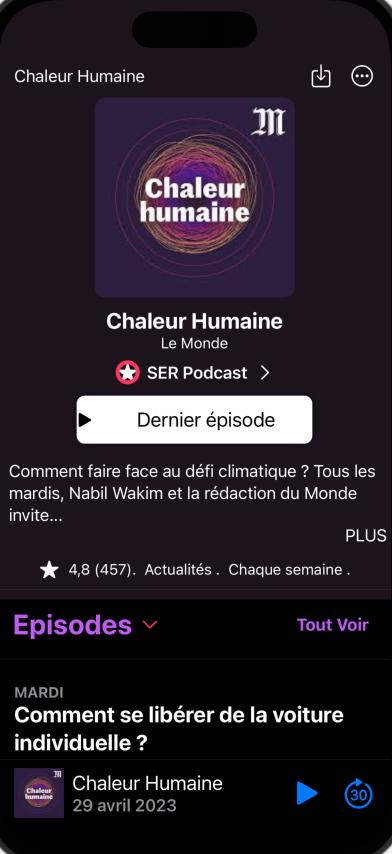 Chaleur Humaine
M
Chaleur
humaine
Chaleur Humaine
Le Monde
SER Podcast
Dernier épisode
Comment faire face au défi climatique ? Tous les
mardis, Nabil Wakim et la rédaction du Monde
invite...
PLUS
4,8 (457). Actualités . Chaque semaine .
Episodes
Tout Voir
MARDI
Comment se libérer de la voiture
individuelle ?
M
Chaleur
humaine
Chaleur Humaine
29 avril 2023
30